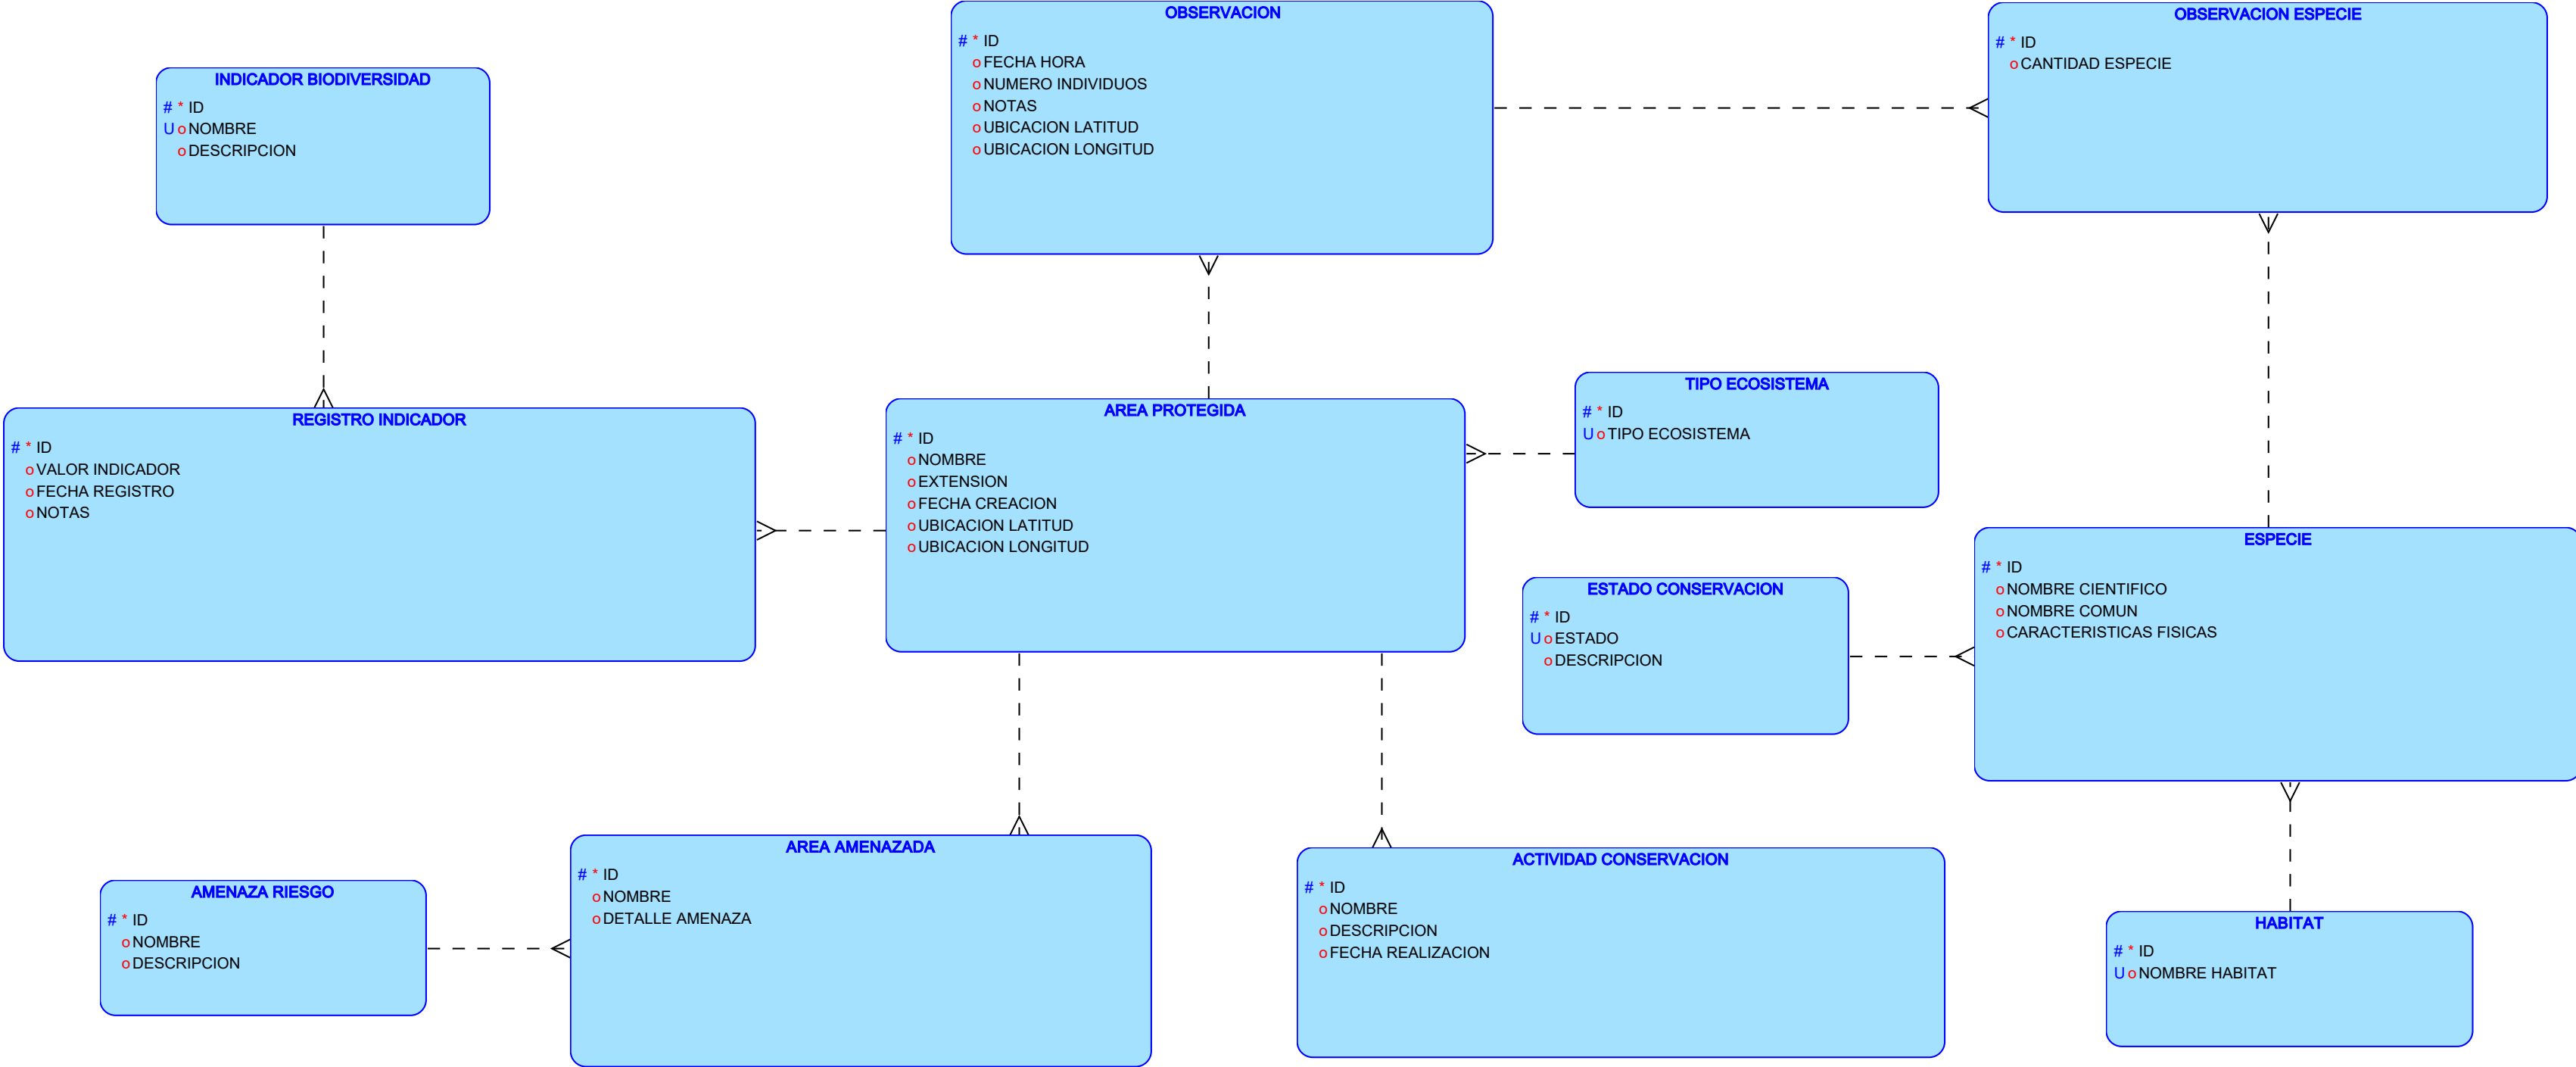 OBSERVACION
# * ID
o FECHA HORA
o NUMERO INDIVIDUOS
o NOTAS
o UBICACION LATITUD
o UBICACION LONGITUD
OBSERVACION ESPECIE
# * ID
o CANTIDAD ESPECIE
INDICADOR BIODIVERSIDAD
# * ID
U o NOMBRE
o DESCRIPCION
REGISTRO INDICADOR
# * ID
o VALOR INDICADOR
o FECHA REGISTRO
o NOTAS
AREA PROTEGIDA
# * ID
o NOMBRE
o EXTENSION
o FECHA CREACION
o UBICACION LATITUD
o UBICACION LONGITUD
TIPO ECOSISTEMA
# * ID
U o TIPO ECOSISTEMA
ESTADO CONSERVACION
# * ID
U o ESTADO
o DESCRIPCION
ESPECIE
# * ID
o NOMBRE CIENTIFICO
o NOMBRE COMUN
o CARACTERISTICAS FISICAS
AMENAZA RIESGO
# * ID
o NOMBRE
o DESCRIPCION
AREA AMENAZADA
# * ID
o NOMBRE
o DETALLE AMENAZA
ACTIVIDAD CONSERVACION
# * ID
o NOMBRE
o DESCRIPCION
o FECHA REALIZACION
HABITAT
# * ID
U o NOMBRE HABITAT